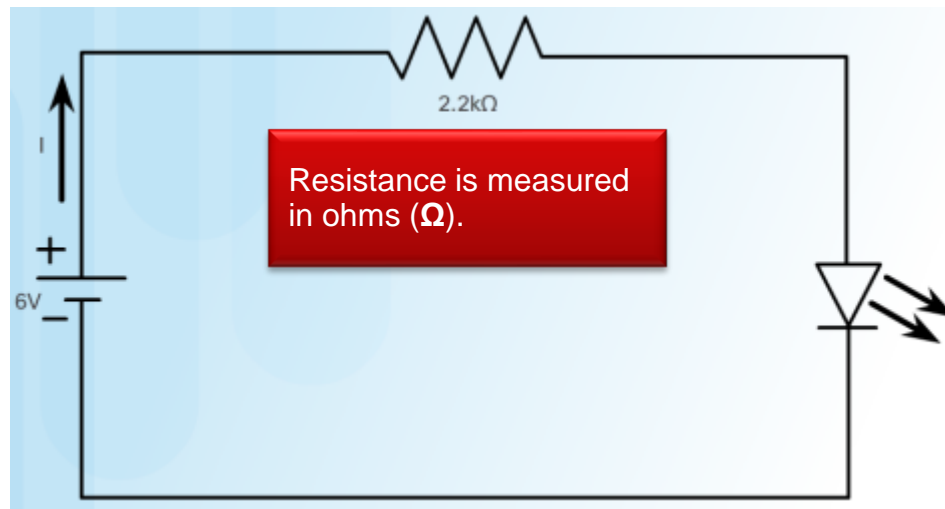 2.2kΩ
I
Resistance is measured
in ohms (Ω).
+
6V
−